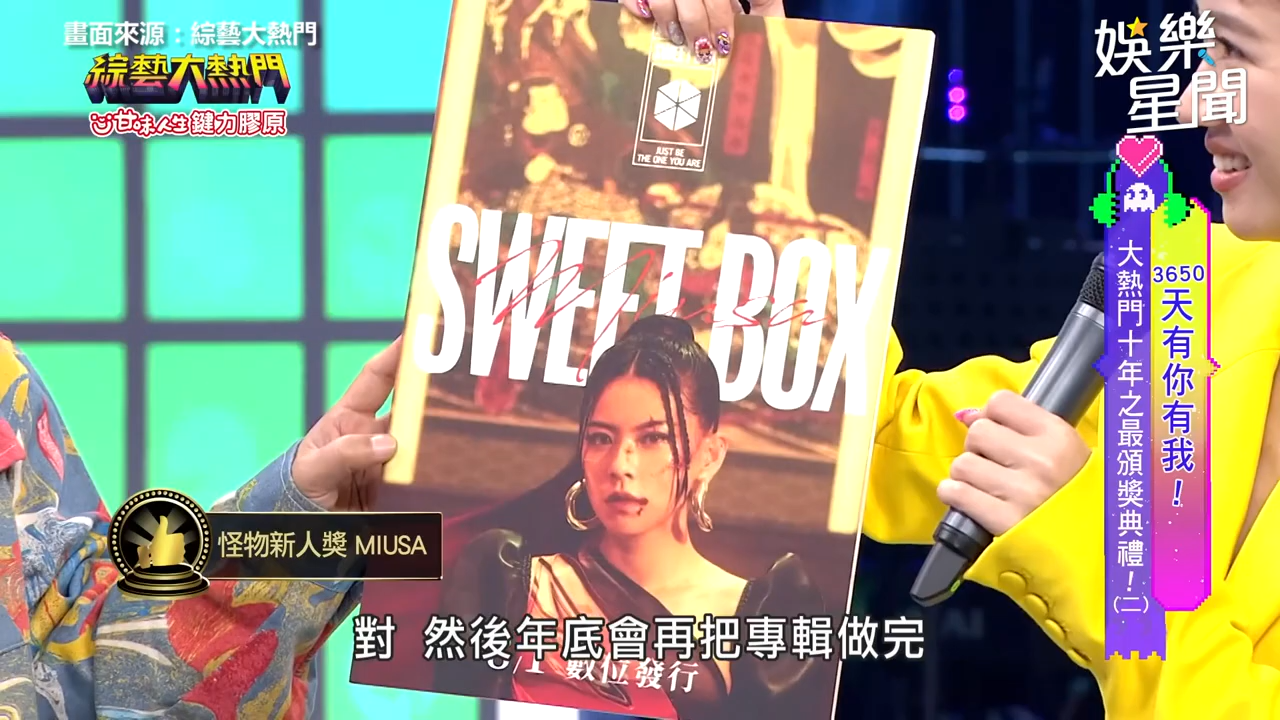 畫面來源：綜藝大熱門
綜藝大熱門
甘味人生鍵力膠原
娛樂星聞
JUST BE
THE ONE YOU ARE
SWEET BOX
Miusa
3650天有你有我！
大熱門十年之最頒獎典禮！(二)
怪物新人獎 MIUSA
對 然後年底會再把專輯做完
數位發行